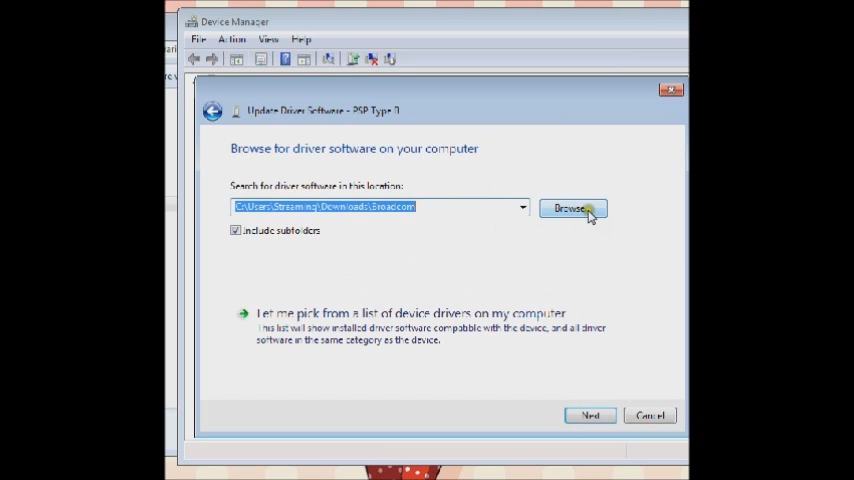 Device Manager
File Action View Help
Update Driver Software - PSP Type B
Browse for driver software on your computer
Search for driver software in this location:
C:\Users\Streaming\Downloads\Broadcom
Browse
Include subfolders
Let me pick from a list of device drivers on my computer
This list will show installed driver software compatible with the device, and all driver
software in the same category as the device.
Next Cancel